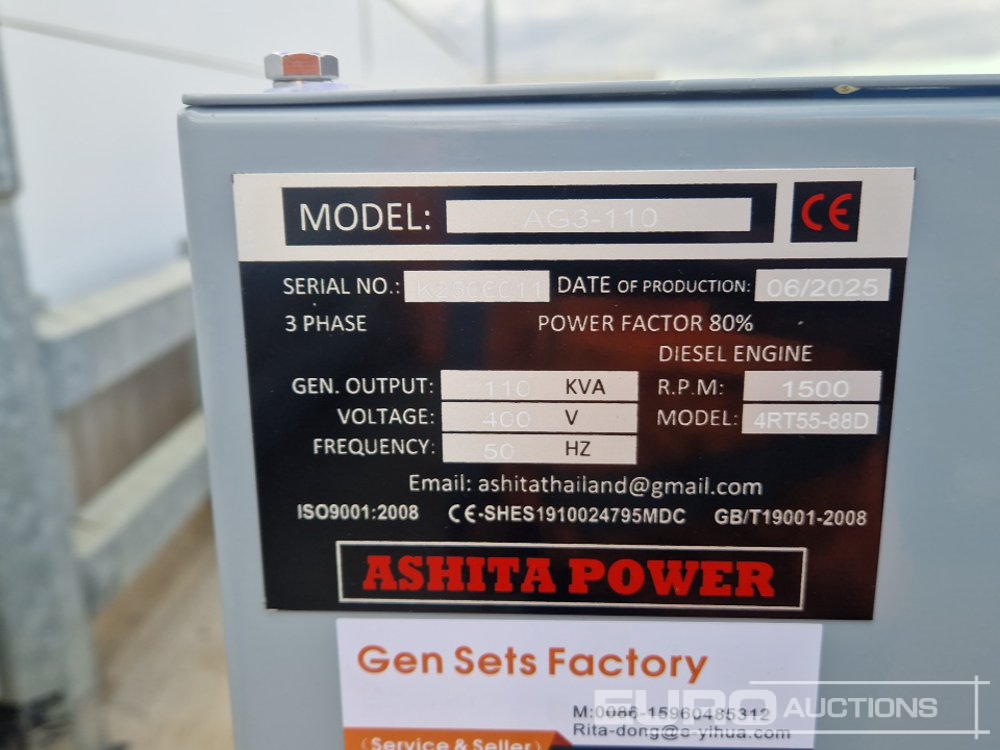 MODEL: AG3-110 CE
SERIAL NO.: DATE OF PRODUCTION: 06/2025
3 PHASE POWER FACTOR 80%
DIESEL ENGINE
GEN. OUTPUT: 110 KVA R.P.M: 1500
VOLTAGE: 400 V MODEL: 4RT55-88D
FREQUENCY: 50 HZ
Email: ashitathailand@gmail.com
ISO9001:2008 CE-SHES1910024795MDC GB/T19001-2008
ASHITA POWER
Gen Sets Factory
M:0086-15960485312
Rita-dong@e-yihua.com
(Service & Seller)
EURO AUCTIONS